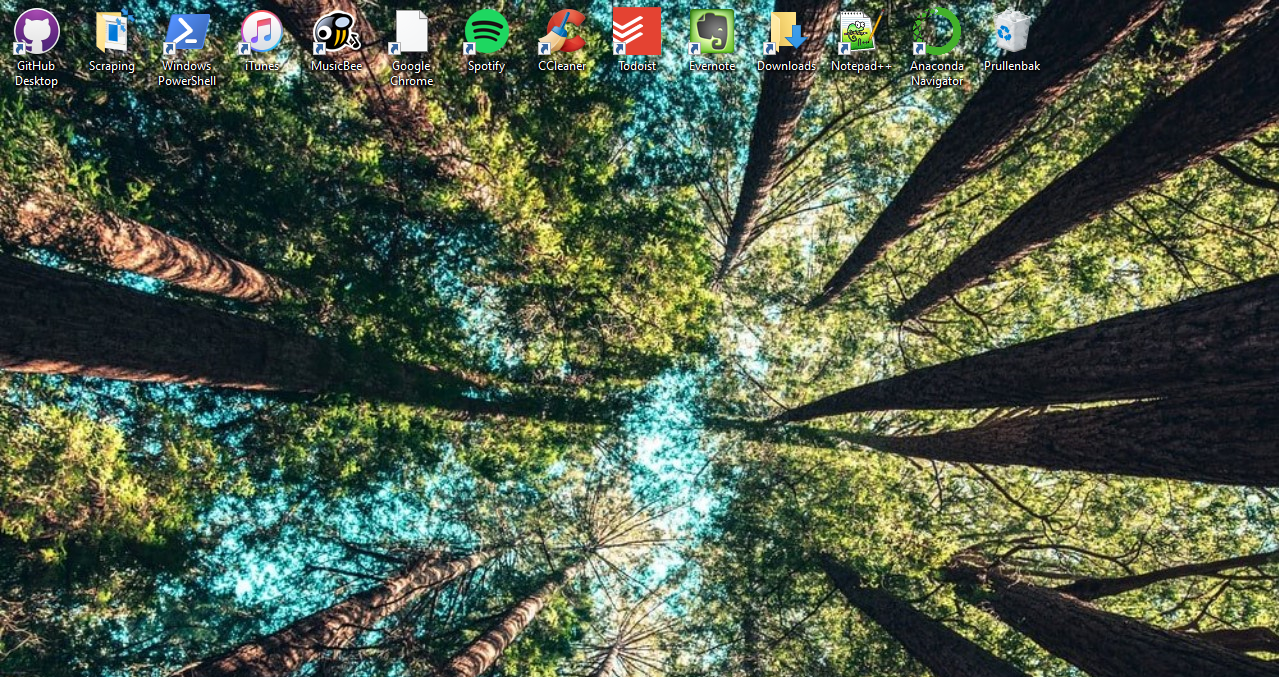 GitHub Desktop
Scraping
Windows PowerShell
iTunes
MusicBee
Google Chrome
Spotify
CCleaner
Todoist
Evernote
Downloads
Notepad++
Anaconda Navigator
Prullenbak